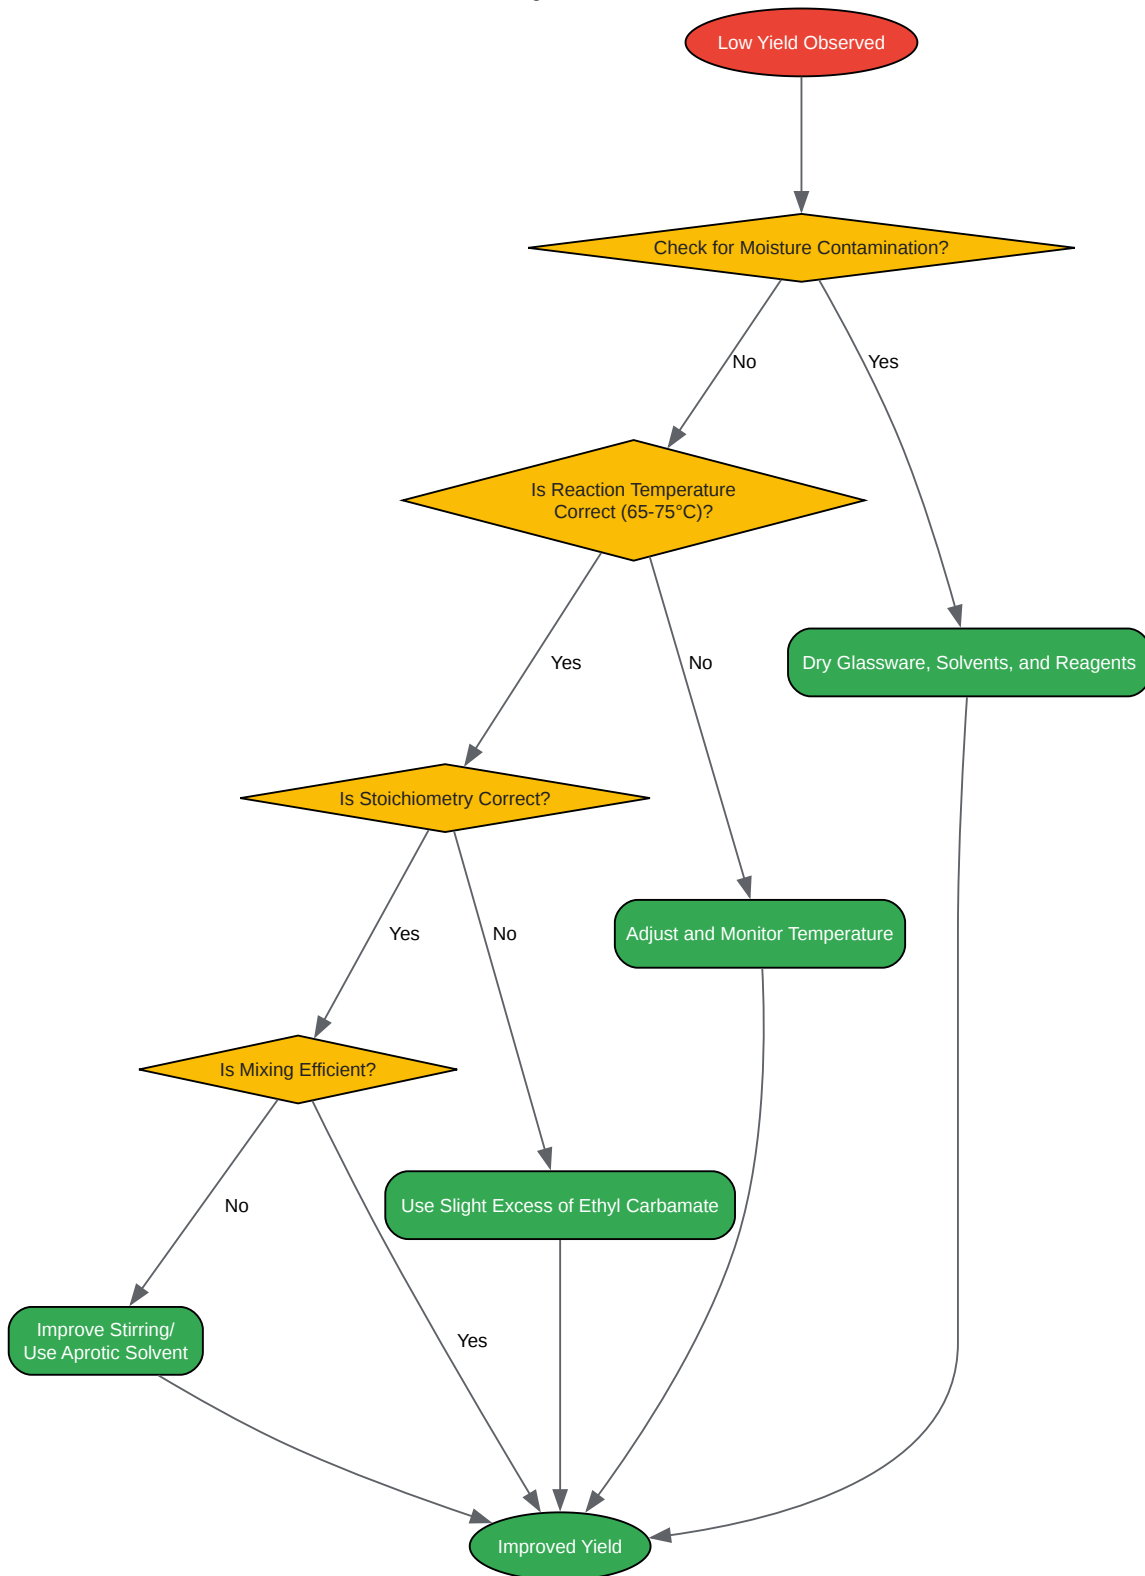 Low Yield Observed
Check for Moisture Contamination?
No
Yes
Is Reaction Temperature
Correct (65-75°C)?
Yes
No
Dry Glassware, Solvents, and Reagents
Is Stoichiometry Correct?
Yes
No
Adjust and Monitor Temperature
Is Mixing Efficient?
No
Use Slight Excess of Ethyl Carbamate
Improve Stirring/
Use Aprotic Solvent
Yes
Improved Yield